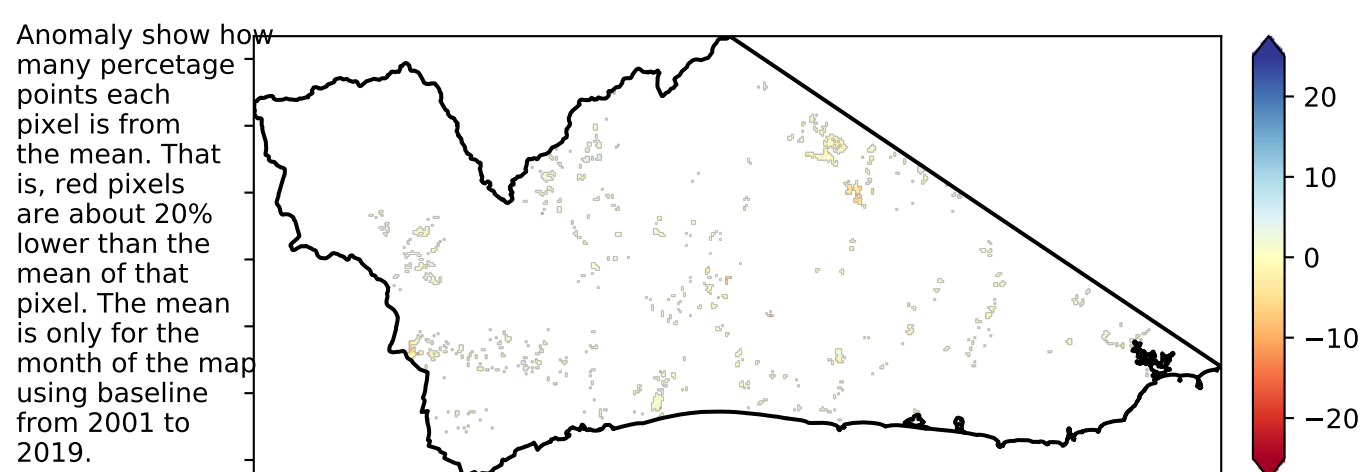 Anomaly show how
many percetage
points each
pixel is from
the mean. That
is, red pixels
are about 20%
lower than the
mean of that
pixel. The mean
is only for the
month of the map
using baseline
from 2001 to
2019.
20
10
0
−10
−20